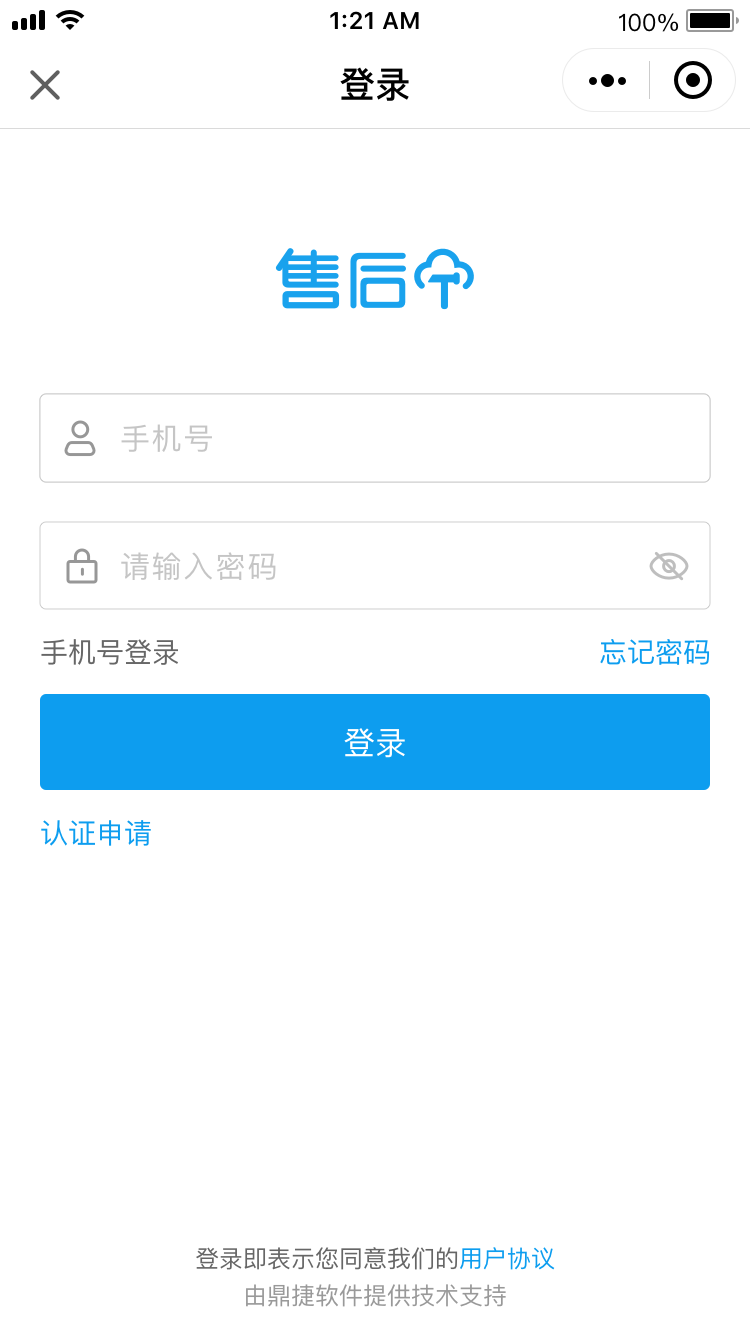 1:21 AM
100%
登录
售后
手机号
请输入密码
手机号登录
忘记密码
登录
认证申请
登录即表示您同意我们的用户协议
由鼎捷软件提供技术支持